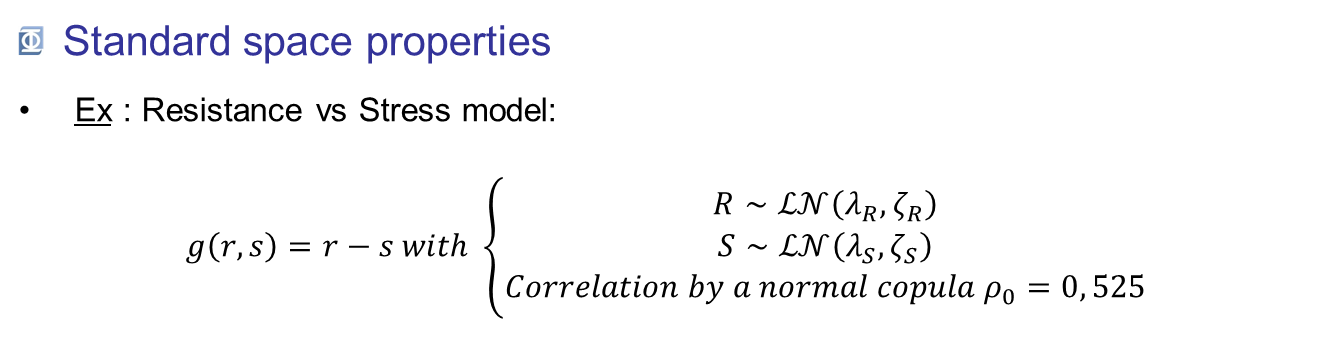 Standard space properties
• Ex : Resistance vs Stress model:
R ~ ℒ𝒩(λ_R, ζ_R)
g(r, s) = r − s with { S ~ ℒ𝒩(λ_S, ζ_S)
Correlation by a normal copula ρ₀ = 0, 525